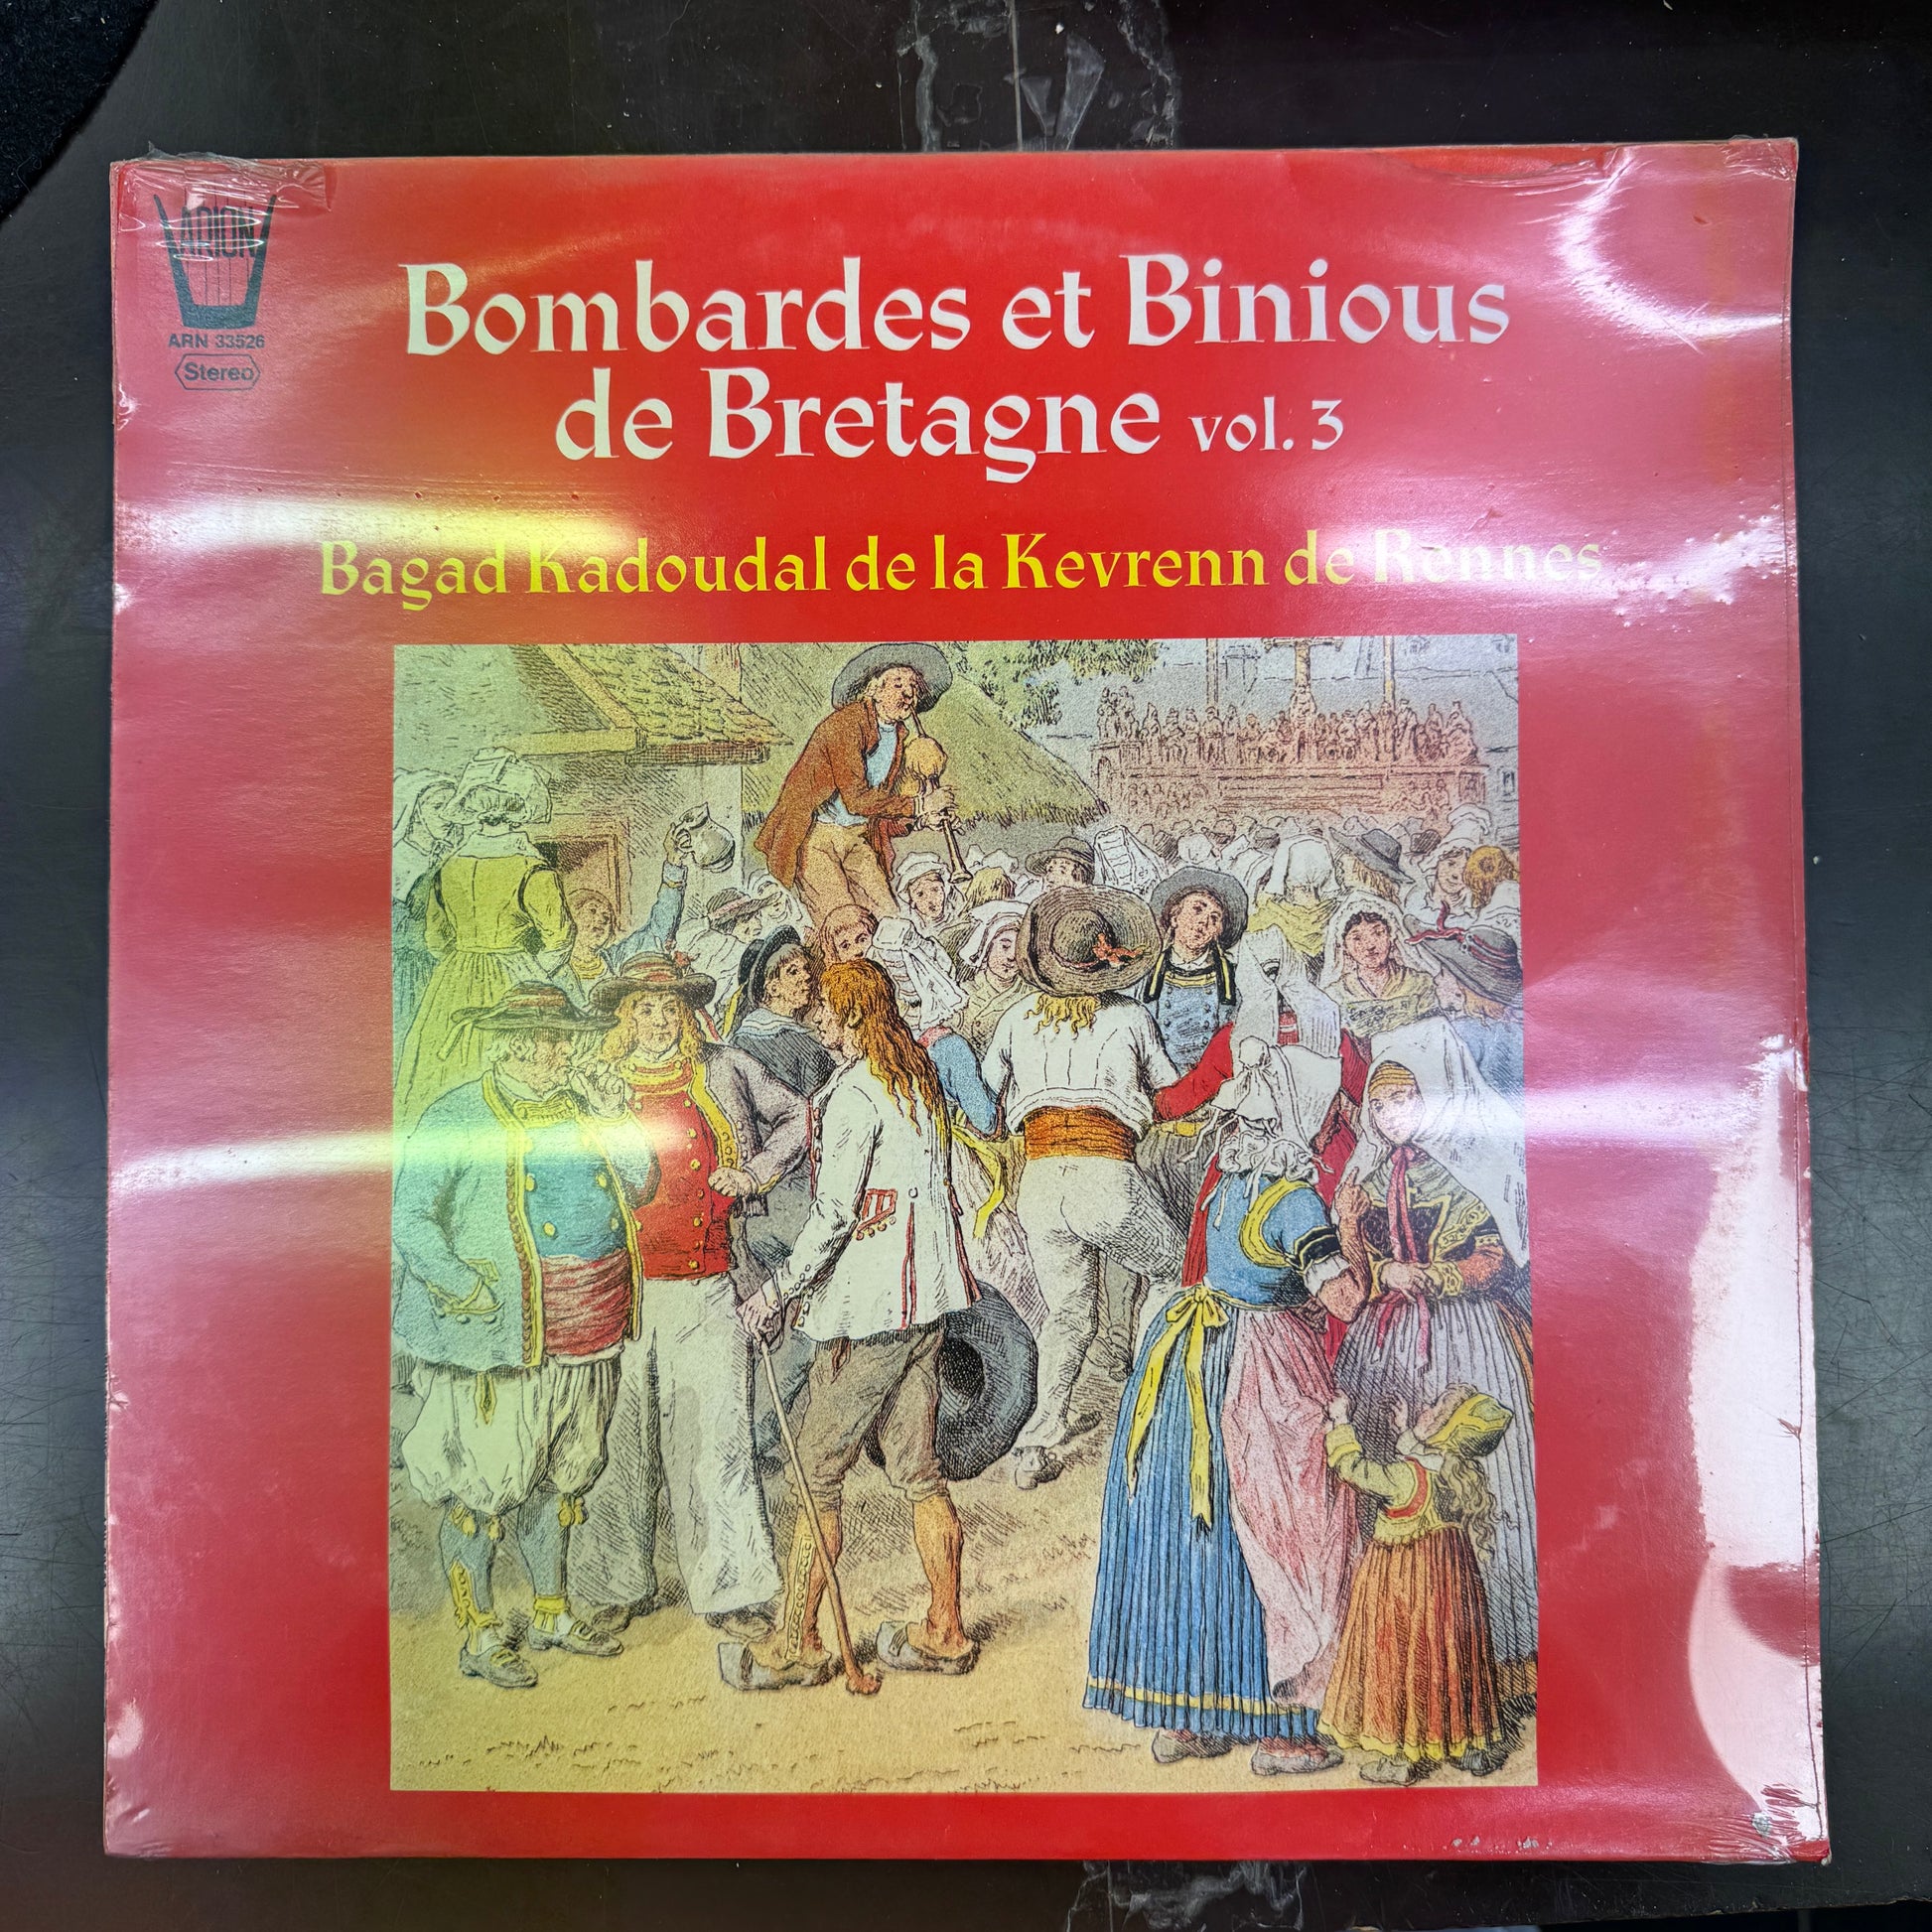 ARION
ARN 33526
Stereo
Bombardes et Binious
de Bretagne vol. 3
Bagad Kadoudal de la Kevrenn de Rennes